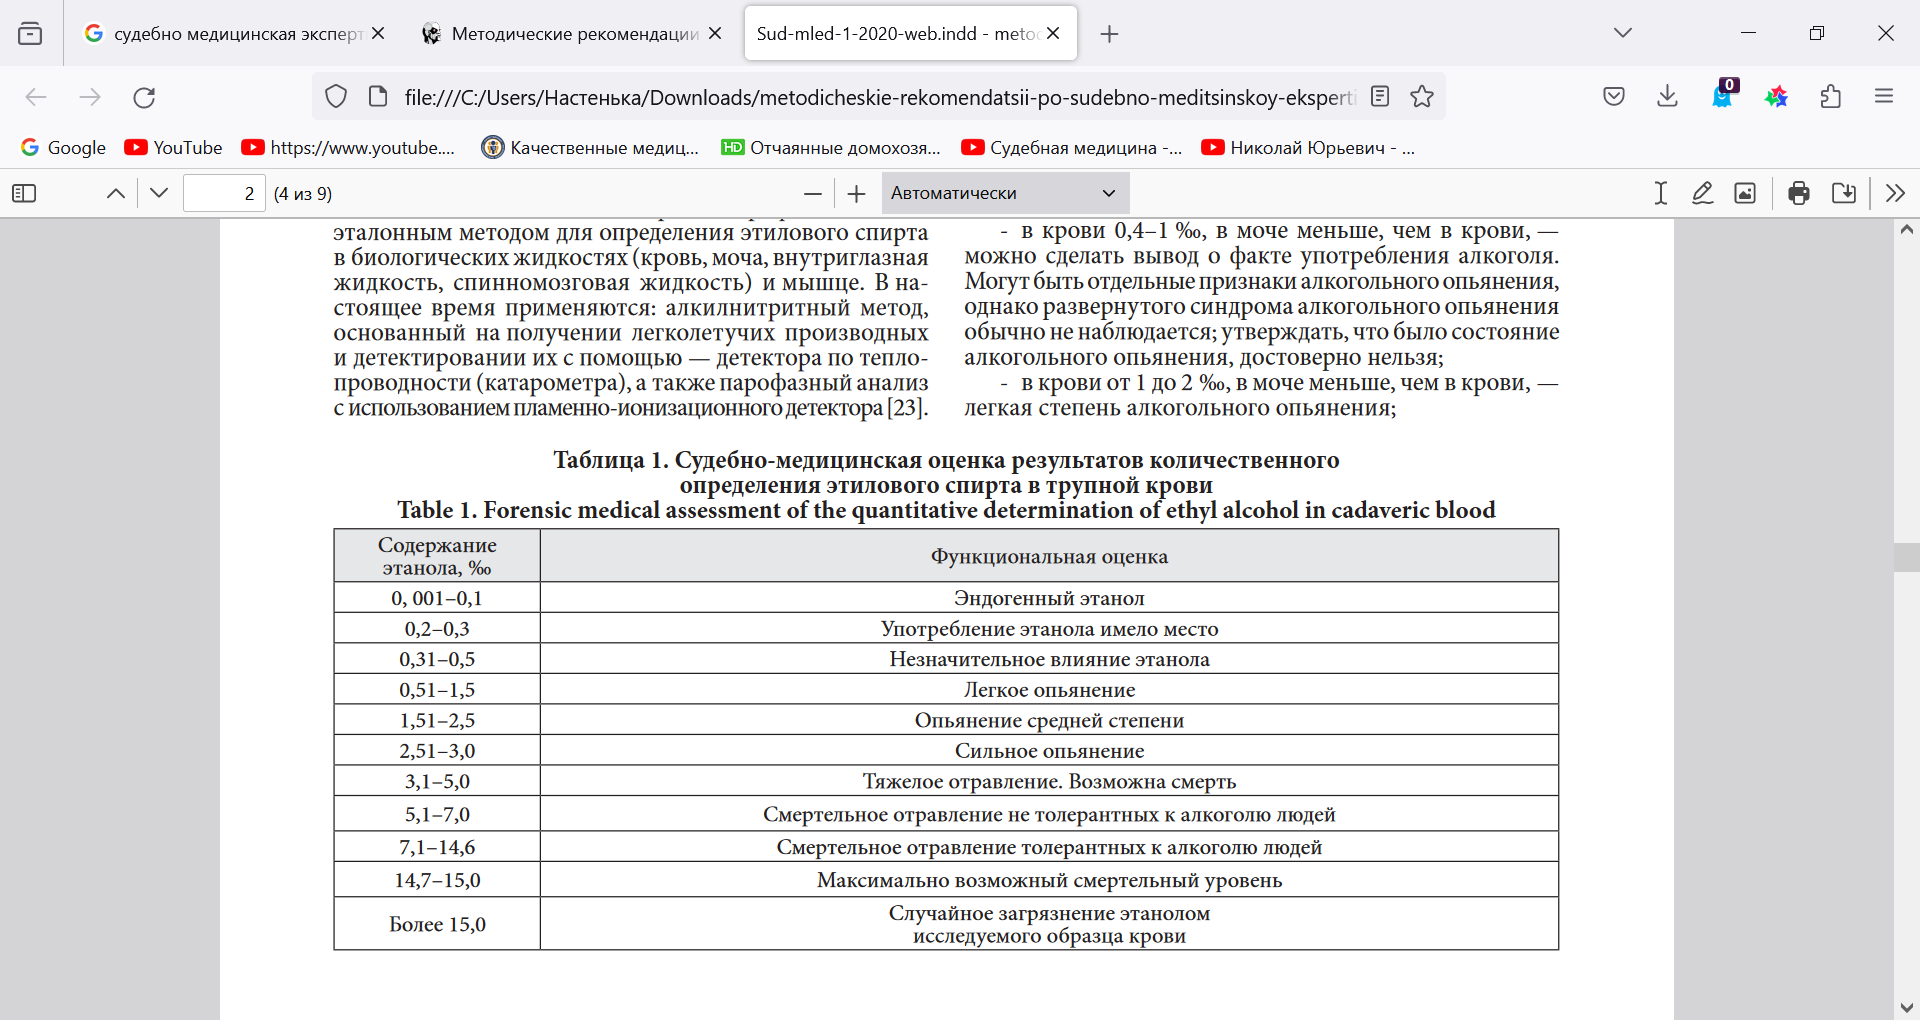 судебно медицинская эксперт
Методические рекомендации
Sud-mled-1-2020-web.indd - metod
file:///C:/Users/Настенька/Downloads/metodicheskie-rekomendatsii-po-sudebno-meditsinskoy-eksperti
0
Google
YouTube
https://www.youtube....
Качественные медиц...
HD Отчаянные домохозя...
Судебная медицина -...
Николай Юрьевич - ...
2 (4 из 9)
Автоматически
эталонным методом для определения этилового спирта
в биологических жидкостях (кровь, моча, внутриглазная
жидкость, спинномозговая жидкость) и мышце. В на-
стоящее время применяются: алкилнитритный метод,
основанный на получении легколетучих производных
и детектировании их с помощью — детектора по тепло-
проводности (катарометра), а также парофазный анализ
с использованием пламенно-ионизационного детектора [23].
- в крови 0,4–1 ‰, в моче меньше, чем в крови, —
можно сделать вывод о факте употребления алкоголя.
Могут быть отдельные признаки алкогольного опьянения,
однако развернутого синдрома алкогольного опьянения
обычно не наблюдается; утверждать, что было состояние
алкогольного опьянения, достоверно нельзя;
- в крови от 1 до 2 ‰, в моче меньше, чем в крови, —
легкая степень алкогольного опьянения;
Таблица 1. Судебно-медицинская оценка результатов количественного
определения этилового спирта в трупной крови
Table 1. Forensic medical assessment of the quantitative determination of ethyl alcohol in cadaveric blood
Содержание
этанола, ‰
Функциональная оценка
0, 001–0,1 Эндогенный этанол
0,2–0,3 Употребление этанола имело место
0,31–0,5 Незначительное влияние этанола
0,51–1,5 Легкое опьянение
1,51–2,5 Опьянение средней степени
2,51–3,0 Сильное опьянение
3,1–5,0 Тяжелое отравление. Возможна смерть
5,1–7,0 Смертельное отравление не толерантных к алкоголю людей
7,1–14,6 Смертельное отравление толерантных к алкоголю людей
14,7–15,0 Максимально возможный смертельный уровень
Более 15,0
Случайное загрязнение этанолом
исследуемого образца крови